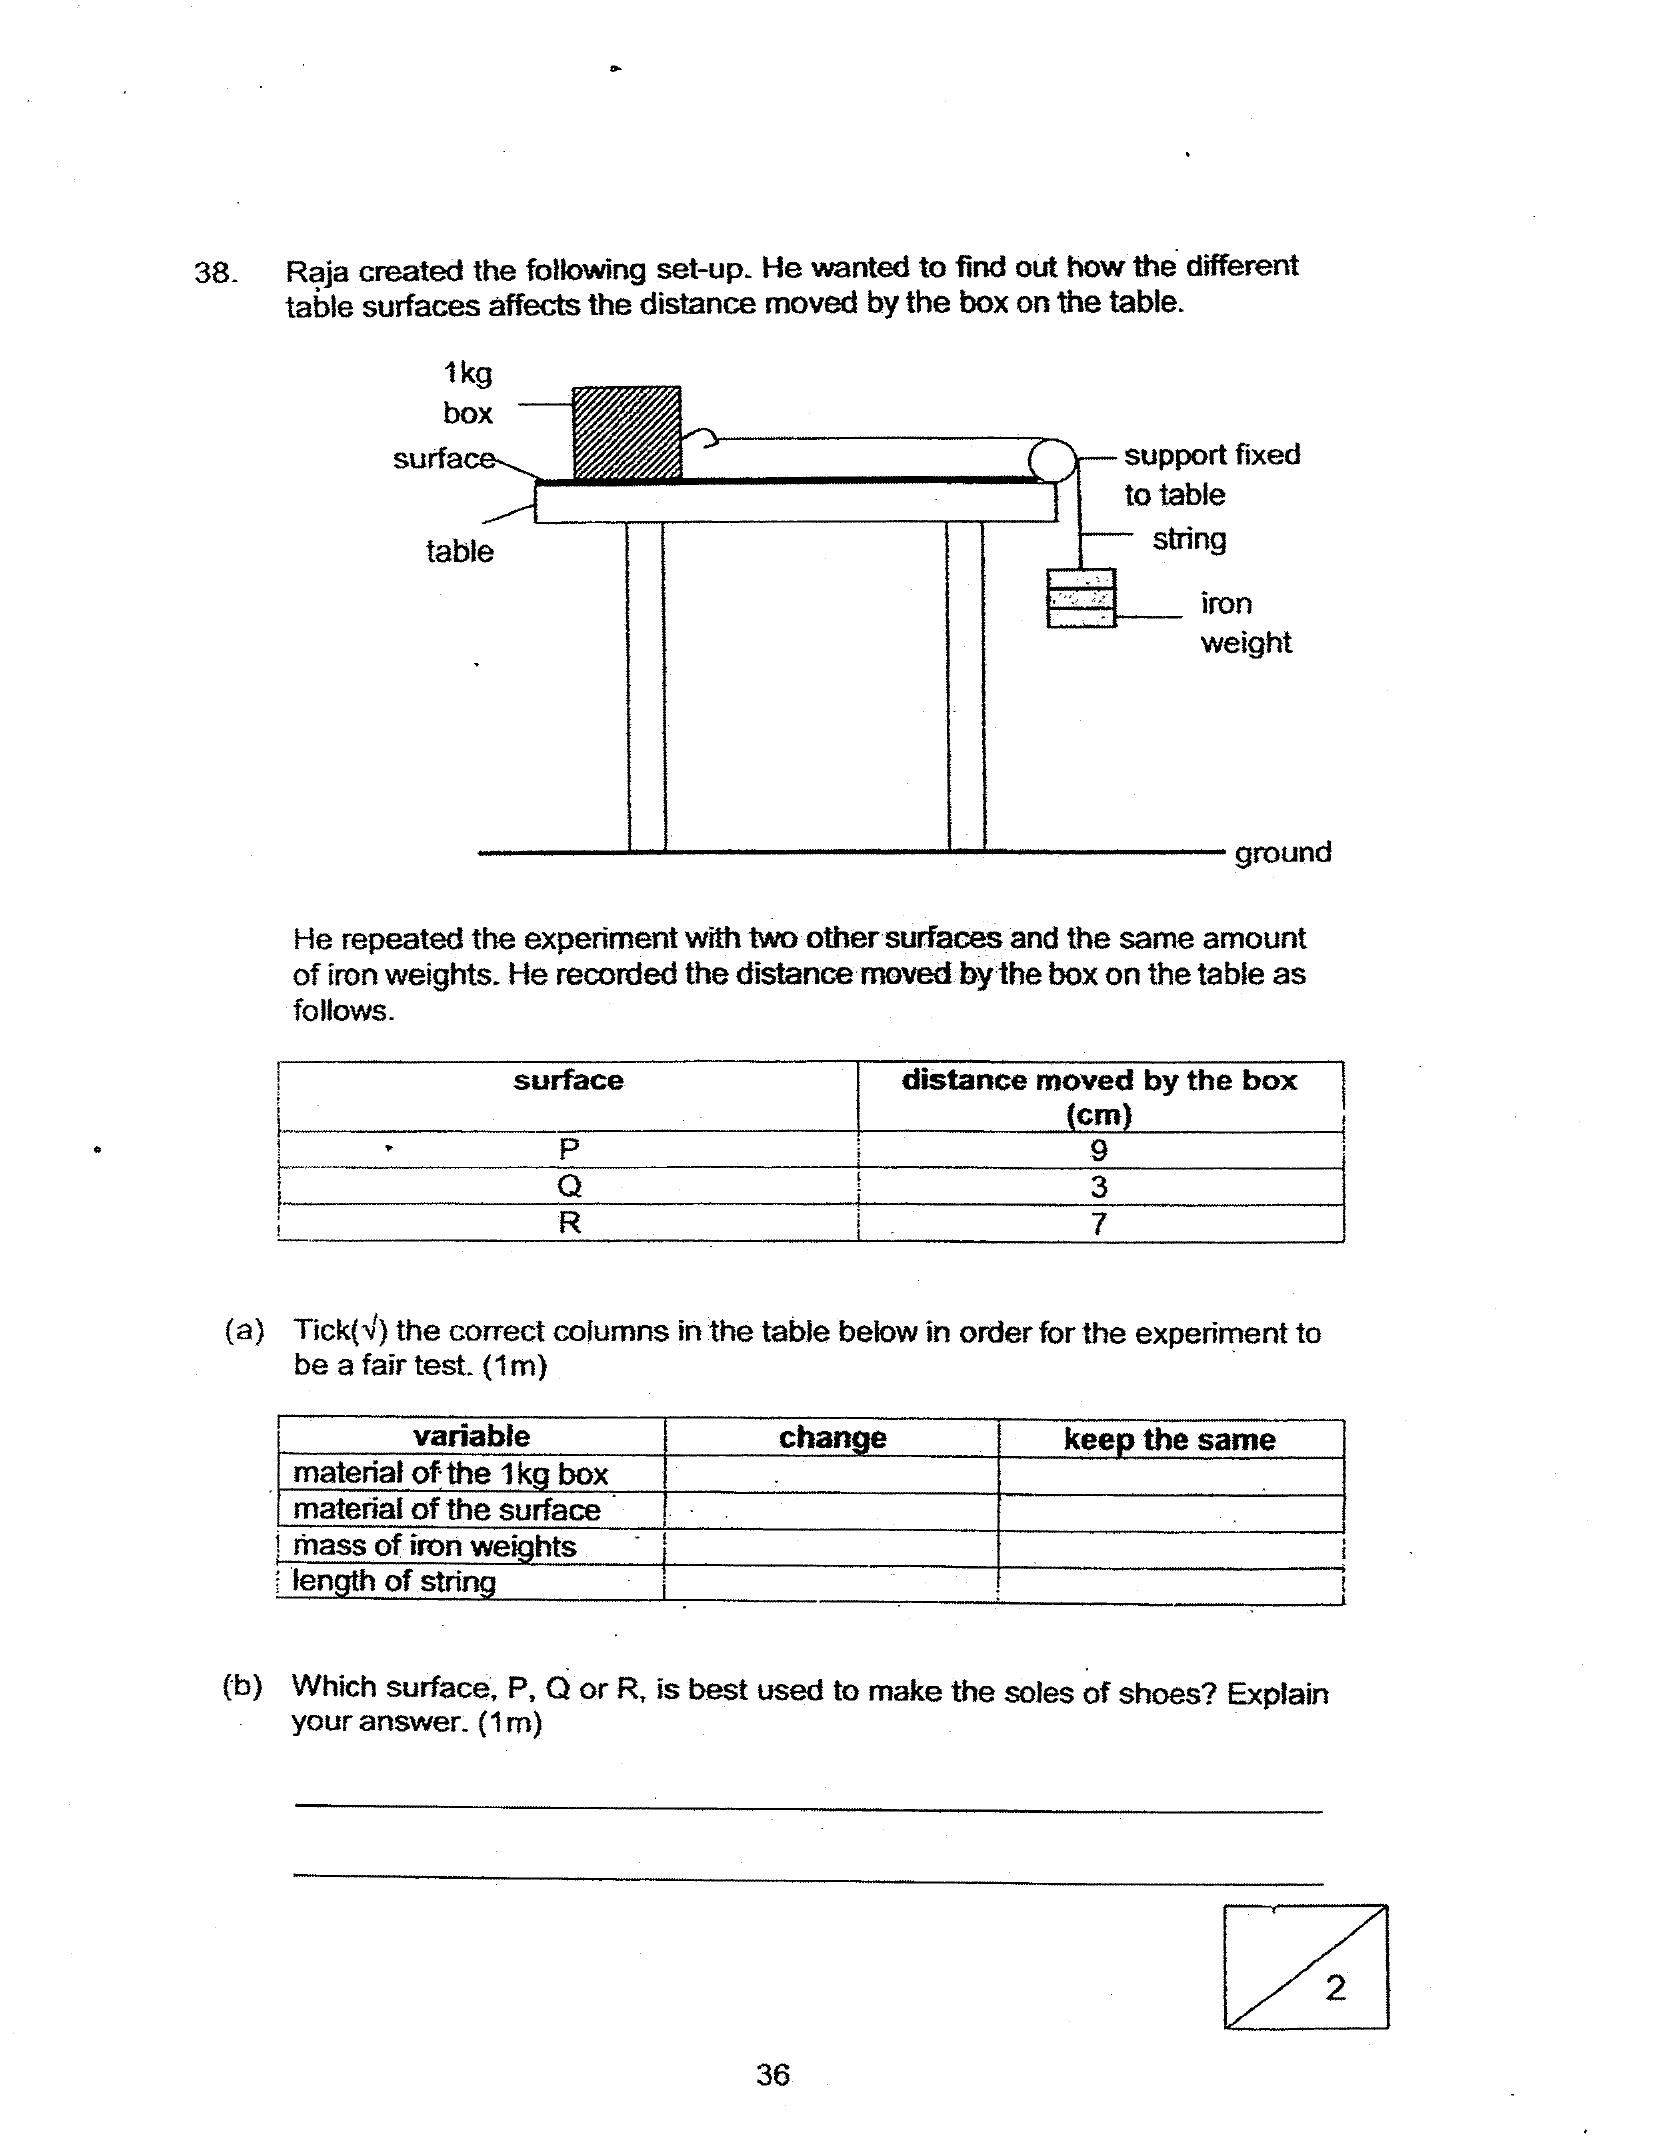 38. Raja created the following set-up. He wanted to find out how the different
table surfaces affects the distance moved by the box on the table.
1kg
box
surface
support fixed
to table
string
table
iron
weight
ground
He repeated the experiment with two other surfaces and the same amount
of iron weights. He recorded the distance moved by the box on the table as
follows.
surface distance moved by the box
(cm)
P 9
Q 3
R 7
(a) Tick(√) the correct columns in the table below in order for the experiment to
be a fair test. (1m)
variable change keep the same
material of the 1kg box
material of the surface
mass of iron weights
length of string
(b) Which surface, P, Q or R, is best used to make the soles of shoes? Explain
your answer. (1m)
2
36